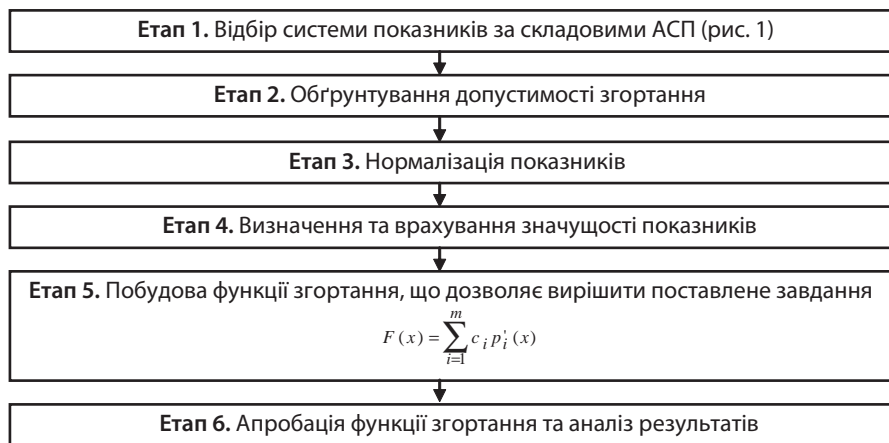 Етап 1. Відбір системи показників за складовими АСП (рис. 1)
Етап 2. Обґрунтування допустимості згортання
Етап 3. Нормалізація показників
Етап 4. Визначення та врахування значущості показників
Етап 5. Побудова функції згортання, що дозволяє вирішити поставлене завдання
F(x) = ∑_{i=1}^{m} c_i p'_i(x)
Етап 6. Апробація функції згортання та аналіз результатів